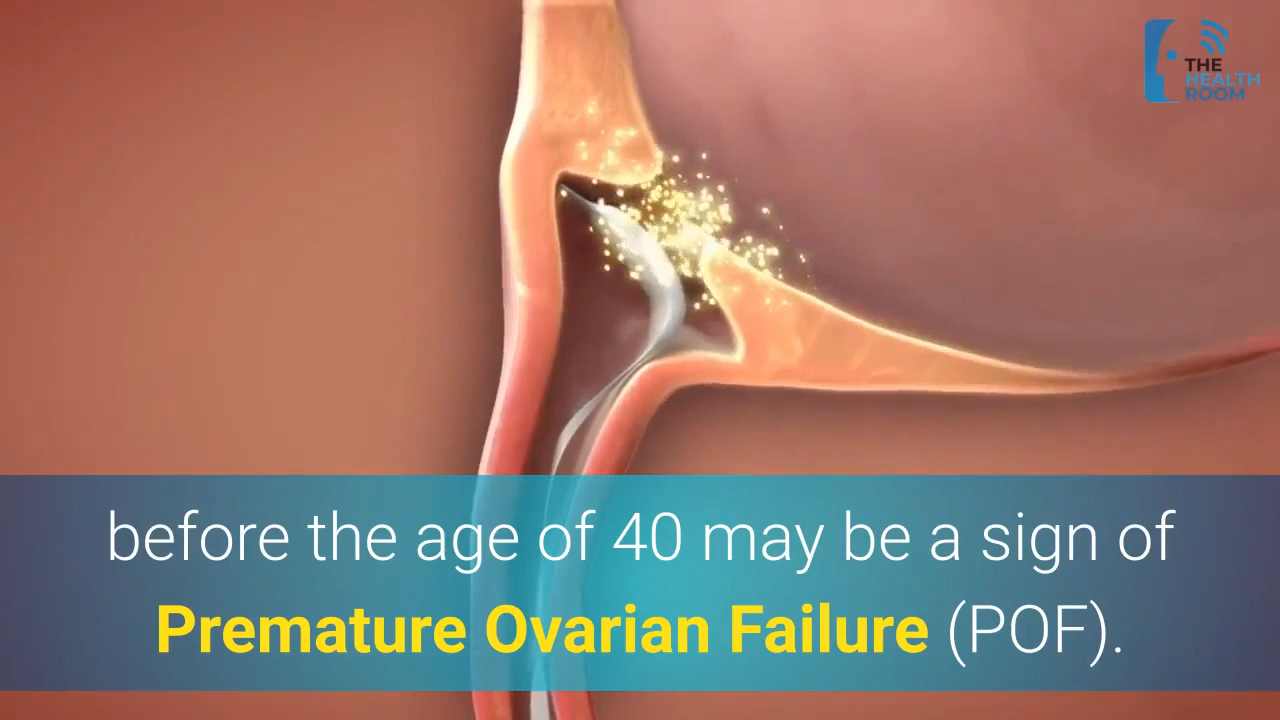 THE
HEALTH
ROOM
before the age of 40 may be a sign of
Premature Ovarian Failure (POF).